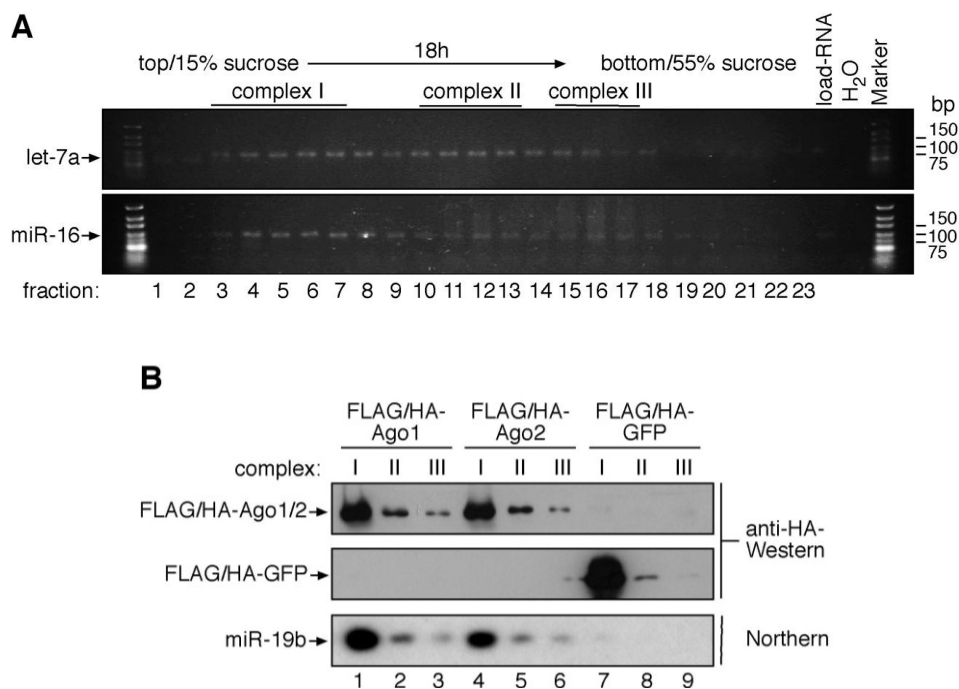 A
18h
top/15% sucrose
bottom/55% sucrose
load-RNA
H2O
Marker
complex I
complex II
complex III
bp
let-7a
150
100
75
miR-16
150
100
75
fraction: 1 2 3 4 5 6 7 8 9 10 11 12 13 14 15 16 17 18 19 20 21 22 23
B
FLAG/HA-
Ago1
FLAG/HA-
Ago2
FLAG/HA-
GFP
complex: I II III I II III I II III
FLAG/HA-Ago1/2
anti-HA-
Western
FLAG/HA-GFP
miR-19b
Northern
1 2 3 4 5 6 7 8 9